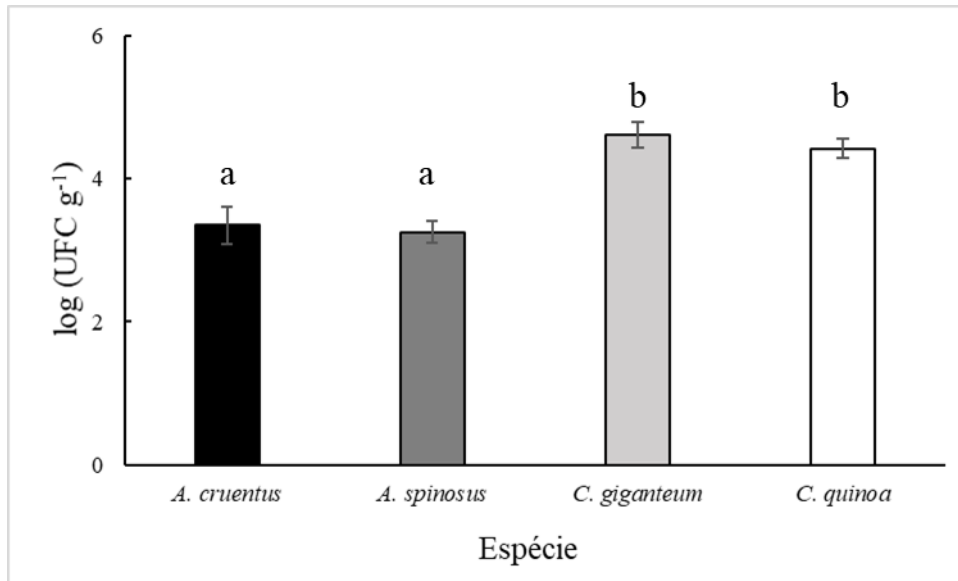 6
b
b
a
a
4
log (UFC g⁻¹)
2
0
A. cruentus
A. spinosus
C. giganteum
C. quinoa
Espécie